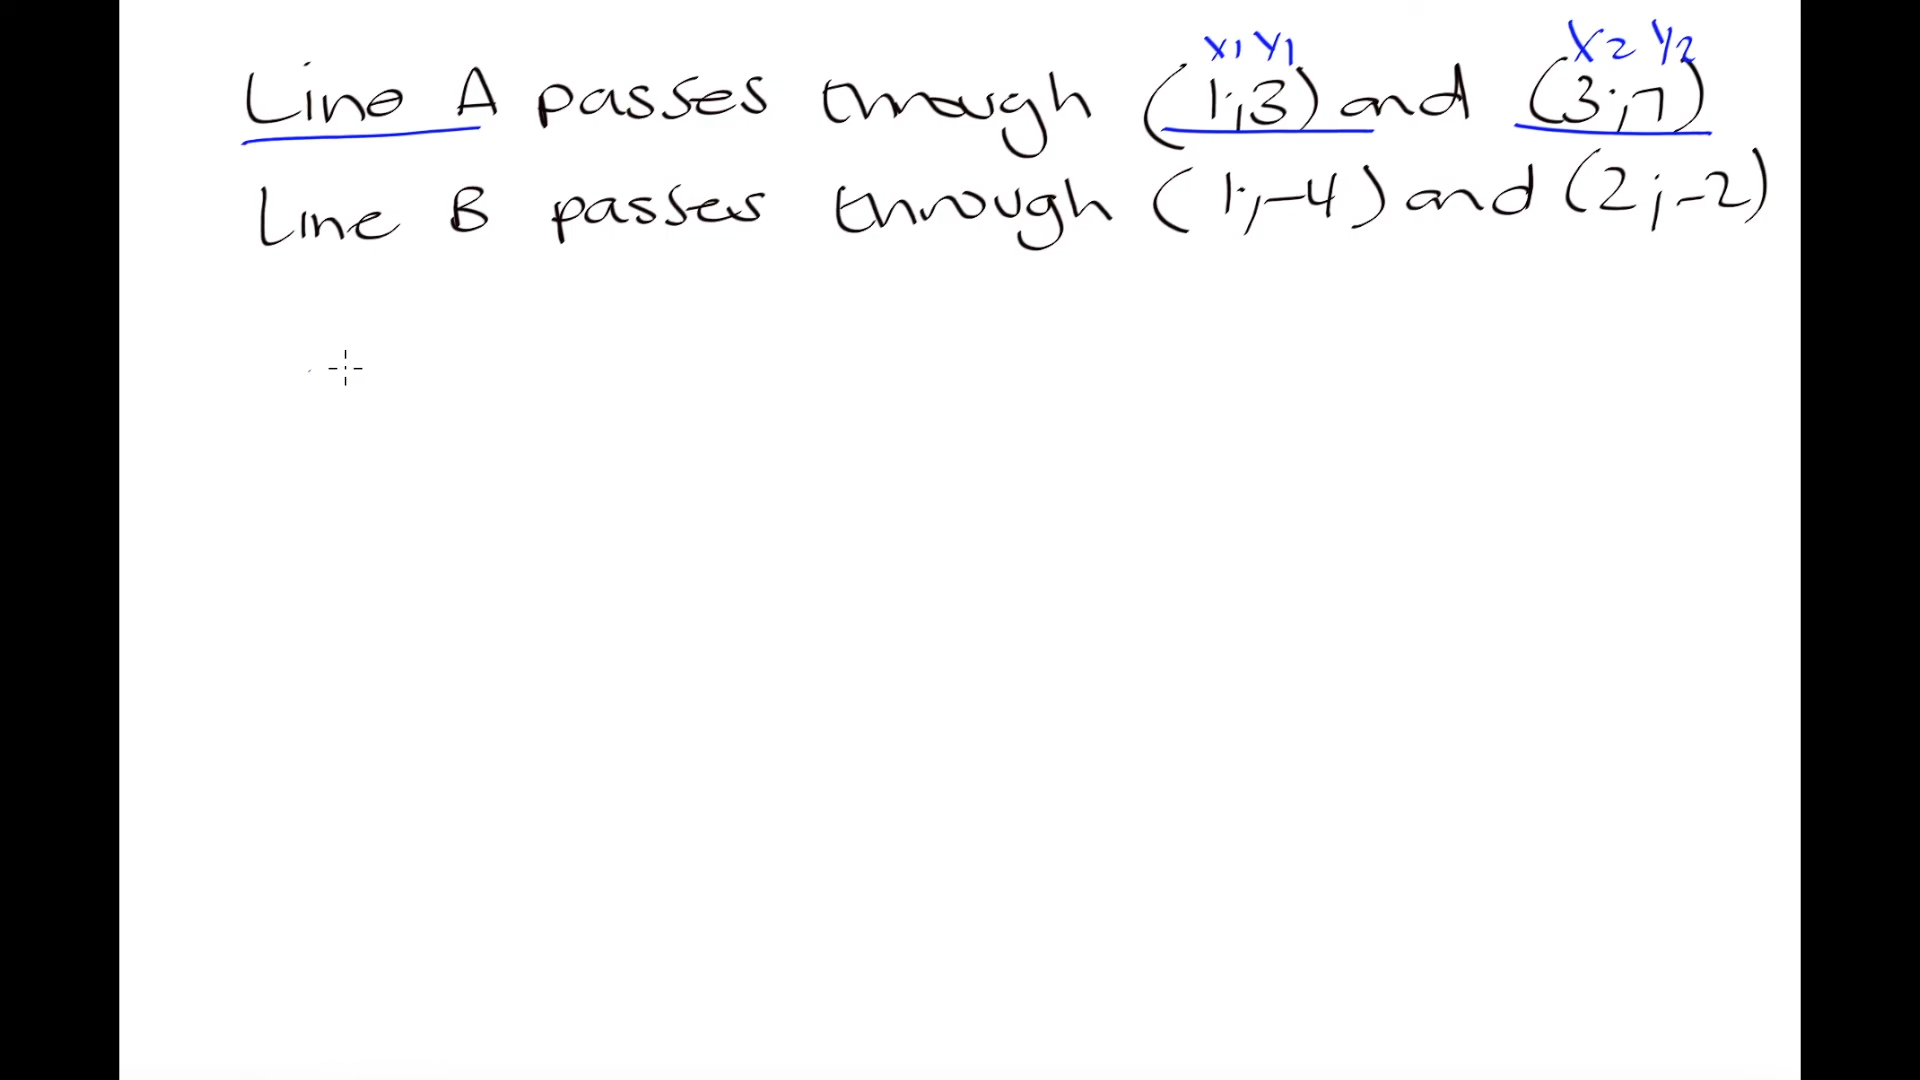 x1 y1 x2 y2
Line A passes through (1;3) and (3;7)
Line B passes through (1;-4) and (2;-2)